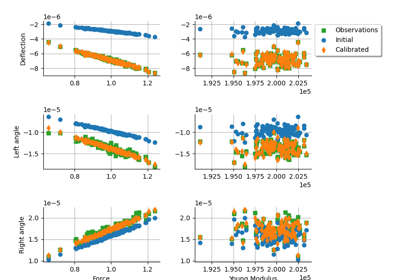 1e−6
1e−6
Observations
Initial
Calibrated
Deflection
−2
−4
−6
−8
−2
−4
−6
−8
0.8 1.0 1.2
1.925 1.950 1.975 2.000 2.025
1e5
1e−5
1e−5
Left angle
−1.0
−1.5
−1.0
−1.5
0.8 1.0 1.2
1.925 1.950 1.975 2.000 2.025
1e5
1e−5
1e−5
Right angle
2.0
1.5
1.0
2.0
1.5
1.0
0.8 1.0 1.2
1.925 1.950 1.975 2.000 2.025
Force
Young Modulus
1e5